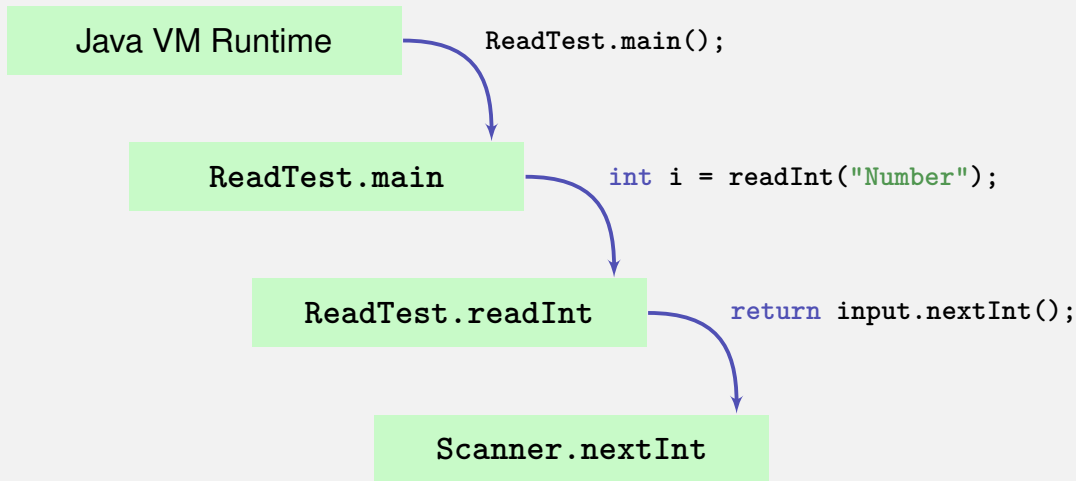 Java VM Runtime
ReadTest.main();
ReadTest.main
int i = readInt("Number");
ReadTest.readInt
return input.nextInt();
Scanner.nextInt